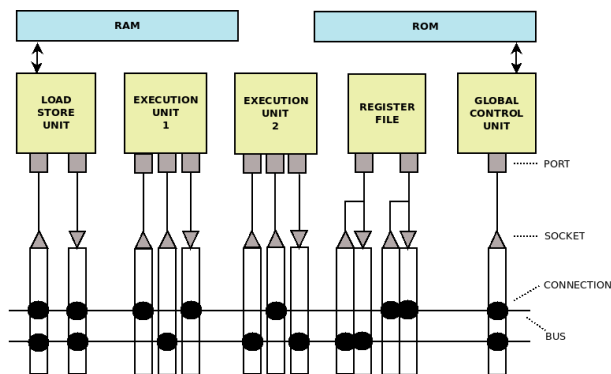 RAM
ROM
LOAD
STORE
UNIT
EXECUTION
UNIT
1
EXECUTION
UNIT
2
REGISTER
FILE
GLOBAL
CONTROL
UNIT
PORT
SOCKET
CONNECTION
BUS